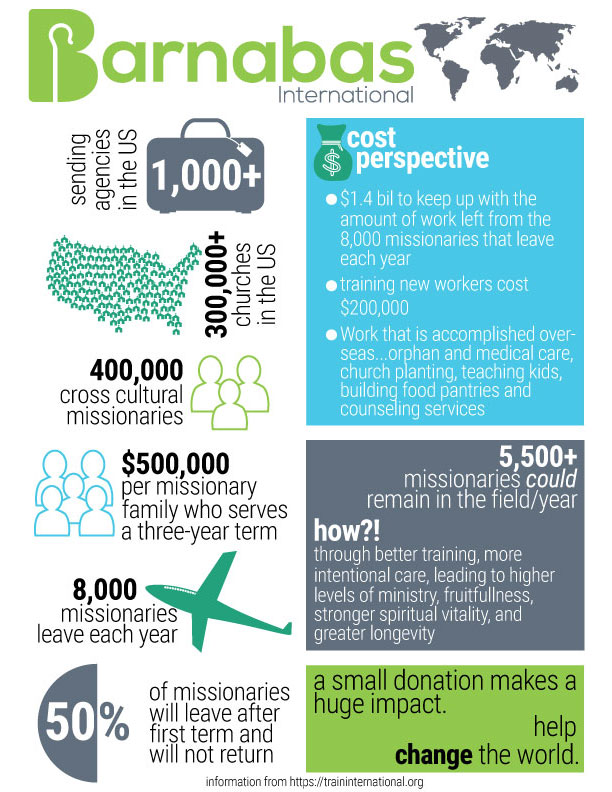 Barnabas
International
sending
agencies
in the US
1,000+
300,000+
churches
in the US
400,000
cross cultural
missionaries
$500,000
per missionary
family who serves
a three-year term
8,000
missionaries
leave each year
50%
of missionaries
will leave after
first term and
will not return
$
cost
perspective
● $1.4 bil to keep up with the
amount of work left from the
8,000 missionaries that leave
each year
● training new workers cost
$200,000
● Work that is accomplished over-
seas...orphan and medical care,
church planting, teaching kids,
building food pantries and
counseling services
5,500+
missionaries could
remain in the field/year
how?!
through better training, more
intentional care, leading to higher
levels of ministry, fruitfullness,
stronger spiritual vitality, and
greater longevity
a small donation makes a
huge impact.
help
change the world.
information from https://traininternational.org